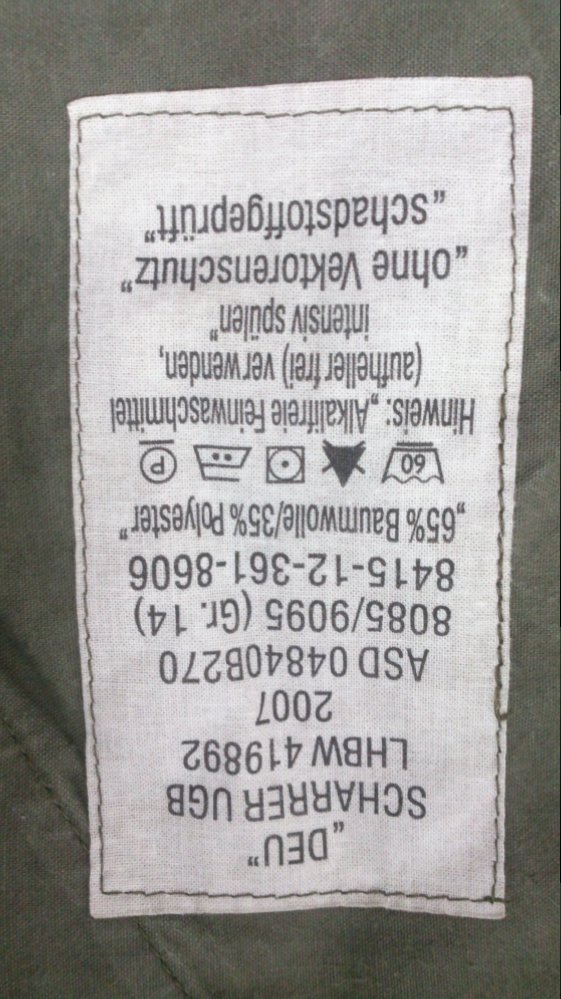 „DEU"
SCHARRER UGB
LHBW 419892
2007
ASD 04840B270
8085/9095 (Gr. 14)
8415-12-361-8606
„65% Baumwolle/35% Polyester"
60 P
Hinweis: „Alkalifreie Feinwaschmittel
(aufheller frei) verwenden,
intensiv spülen"
„ohne Vektorenschutz"
„Schadstoffgeprüft"